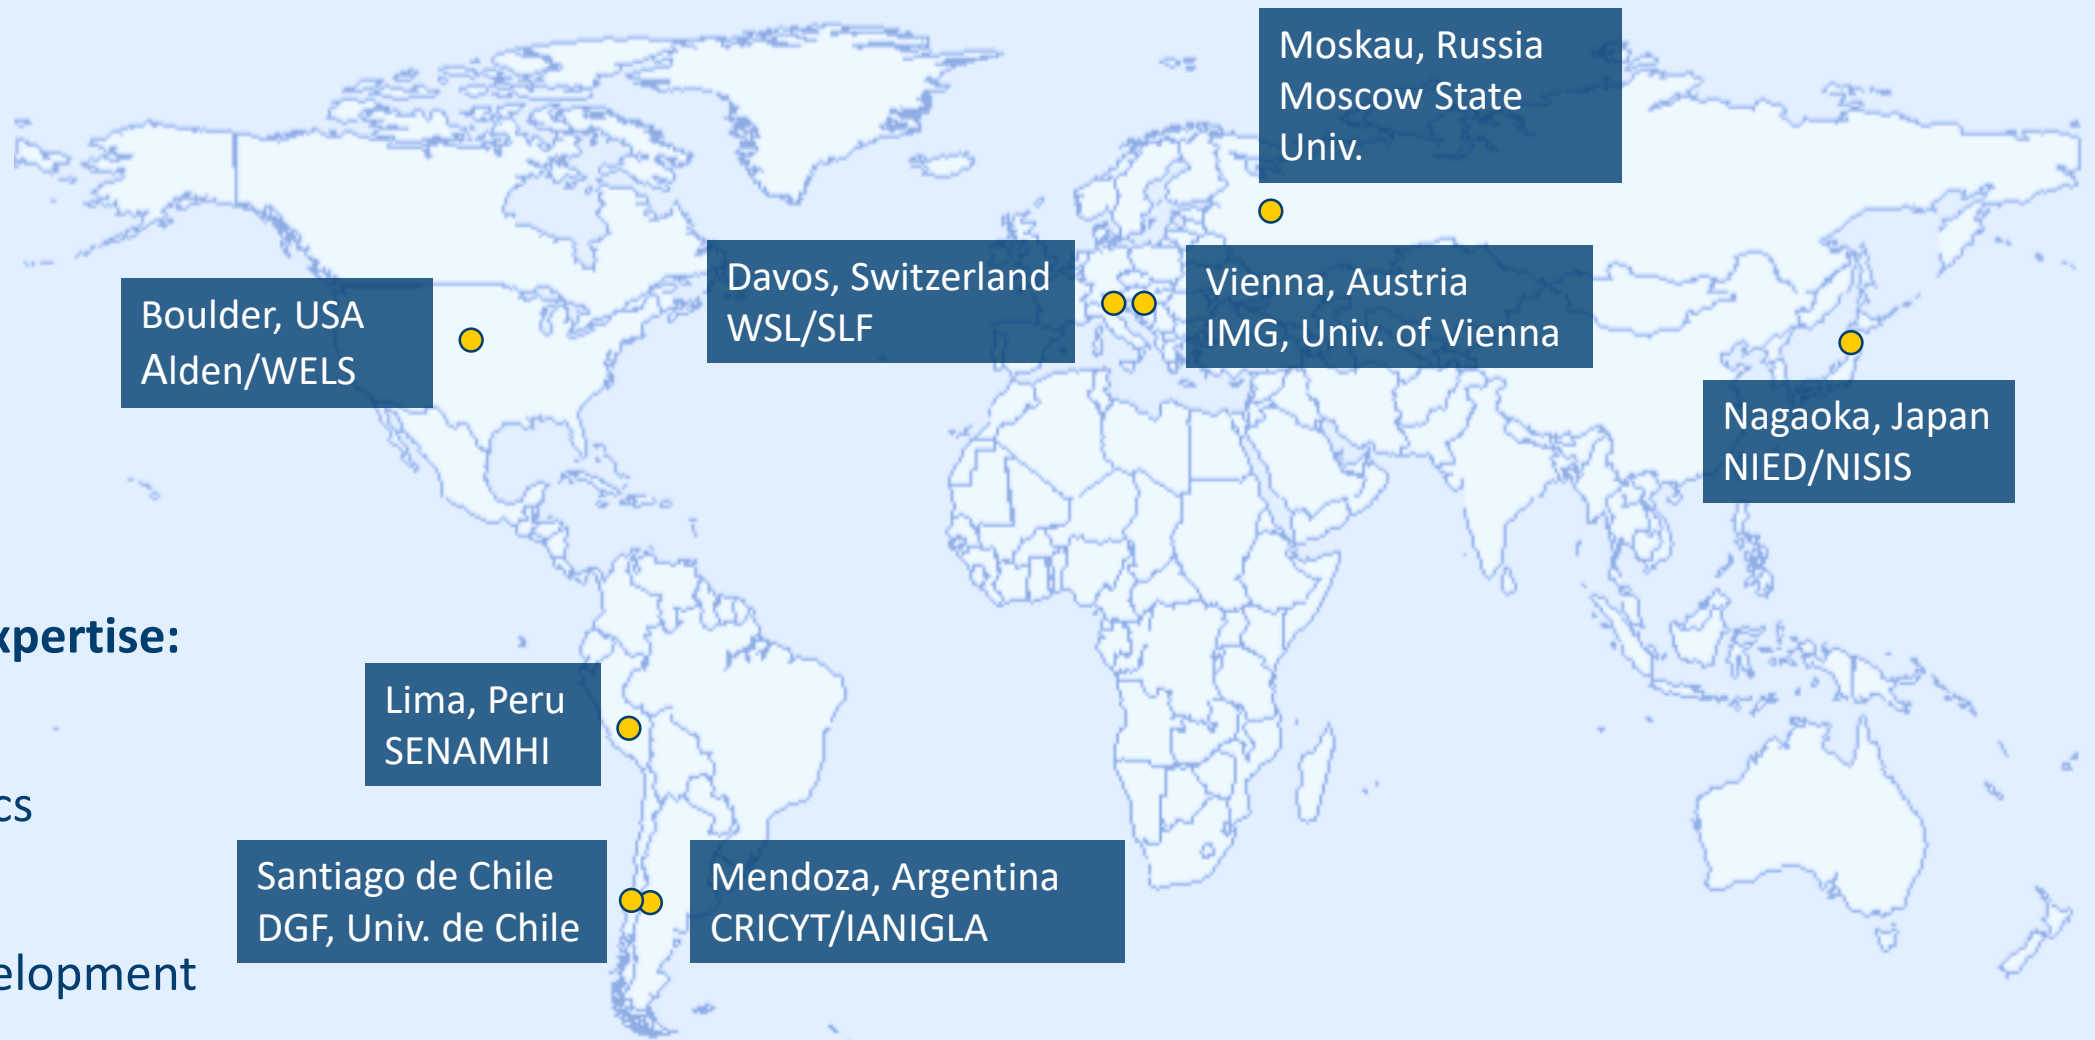 Moskau, Russia
Moscow State
Univ.
Davos, Switzerland
WSL/SLF
Vienna, Austria
IMG, Univ. of Vienna
Boulder, USA
Alden/WELS
Nagaoka, Japan
NIED/NISIS
xpertise:
Lima, Peru
SENAMHI
cs
Santiago de Chile
DGF, Univ. de Chile
Mendoza, Argentina
CRICYT/IANIGLA
elopment